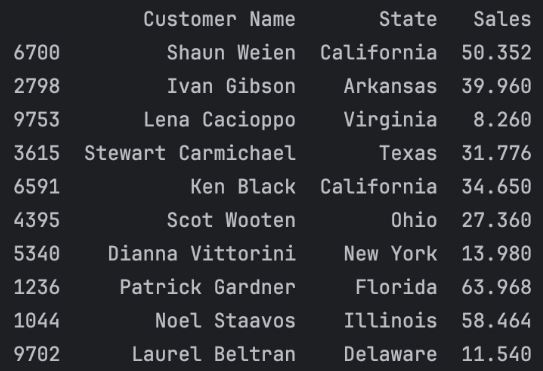 Customer Name State Sales
6700 Shaun Weien California 50.352
2798 Ivan Gibson Arkansas 39.960
9753 Lena Cacioppo Virginia 8.260
3615 Stewart Carmichael Texas 31.776
6591 Ken Black California 34.650
4395 Scot Wooten Ohio 27.360
5340 Dianna Vittorini New York 13.980
1236 Patrick Gardner Florida 63.968
1044 Noel Staavos Illinois 58.464
9702 Laurel Beltran Delaware 11.540